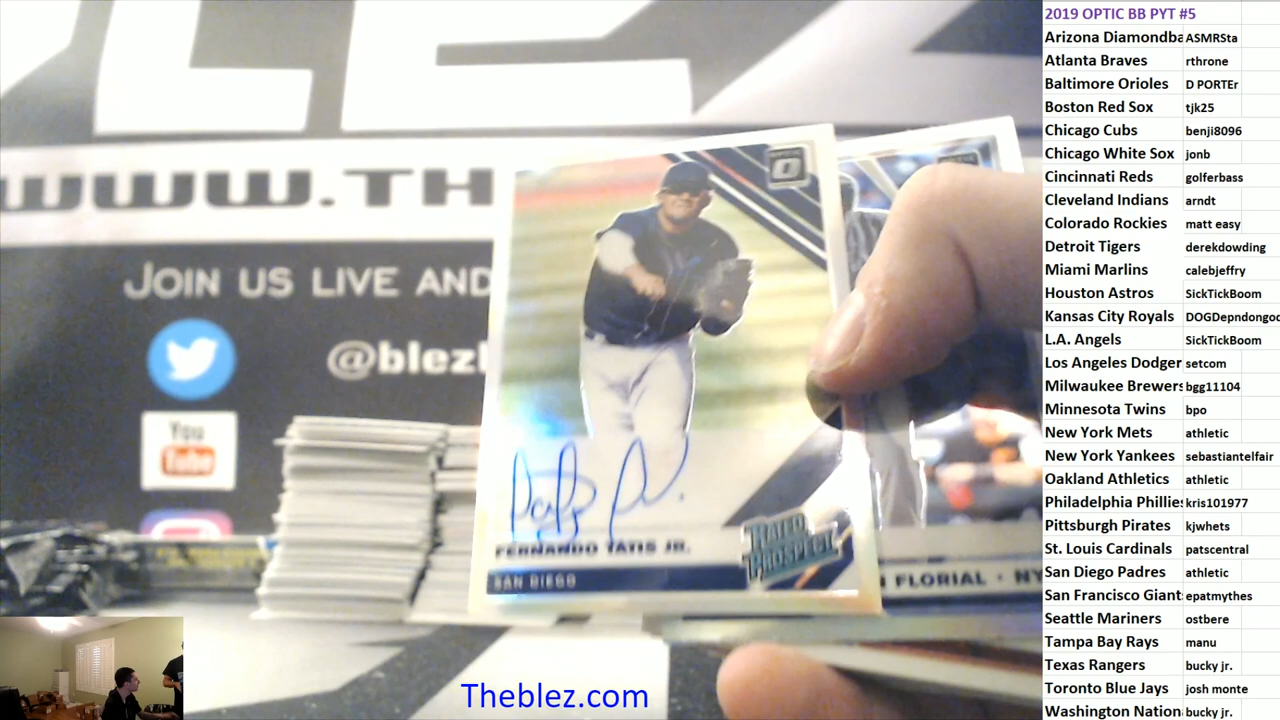 WWW.TH
JOIN US LIVE AND
@blez
You
Tube
FERNANDO TATIS JR.
SAN DIEGO
RATED
PROSPECT
FLORIAL · NY
Theblez.com
2019 OPTIC BB PYT #5
Arizona Diamondba ASMRSta
Atlanta Braves rthrone
Baltimore Orioles D PORTEr
Boston Red Sox tjk25
Chicago Cubs benji8096
Chicago White Sox jonb
Cincinnati Reds golferbass
Cleveland Indians arndt
Colorado Rockies matt easy
Detroit Tigers derekdowding
Miami Marlins calebjeffry
Houston Astros SickTickBoom
Kansas City Royals DOGDepndongod
L.A. Angels SickTickBoom
Los Angeles Dodger setcom
Milwaukee Brewers bgg11104
Minnesota Twins bpo
New York Mets athletic
New York Yankees sebastiantelfair
Oakland Athletics athletic
Philadelphia Phillies kris101977
Pittsburgh Pirates kjwhets
St. Louis Cardinals patscentral
San Diego Padres athletic
San Francisco Giants epatmythes
Seattle Mariners ostbere
Tampa Bay Rays manu
Texas Rangers bucky jr.
Toronto Blue Jays josh monte
Washington Nation bucky jr.